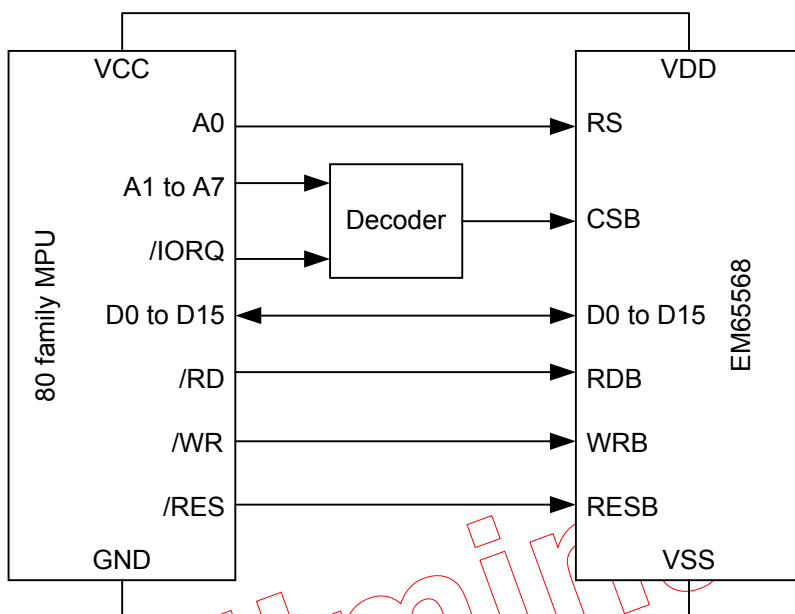 VCC
VDD
A0
RS
A1 to A7
Decoder
CSB
/IORQ
80 family MPU
EM65568
D0 to D15
D0 to D15
/RD
RDB
/WR
WRB
/RES
RESB
GND
VSS